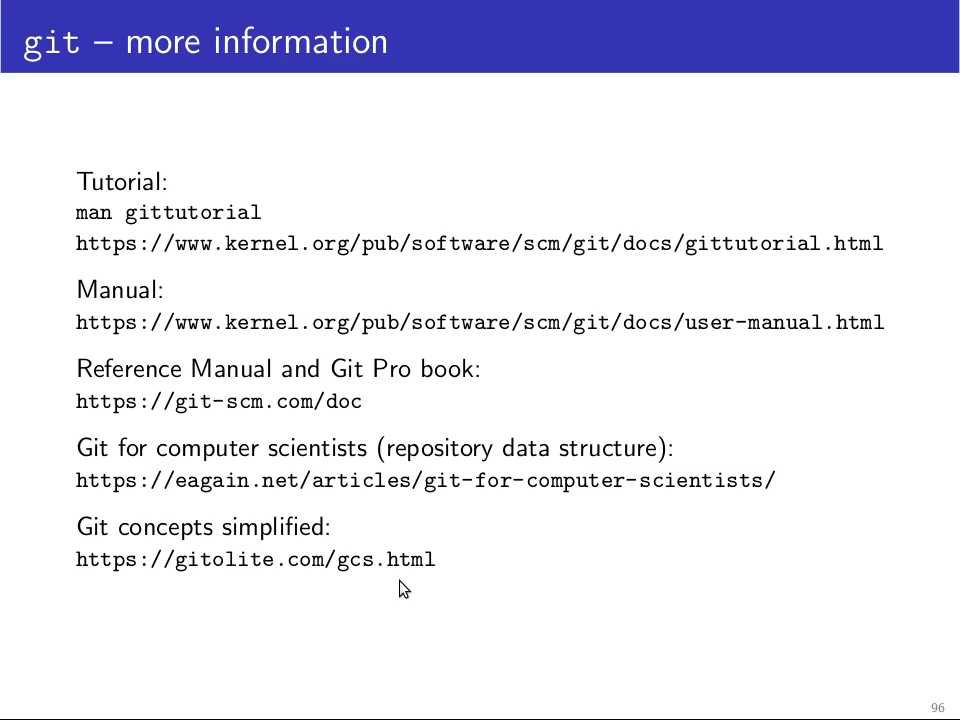 git – more information
Tutorial:
man gittutorial
https://www.kernel.org/pub/software/scm/git/docs/gittutorial.html
Manual:
https://www.kernel.org/pub/software/scm/git/docs/user-manual.html
Reference Manual and Git Pro book:
https://git-scm.com/doc
Git for computer scientists (repository data structure):
https://eagain.net/articles/git-for-computer-scientists/
Git concepts simplified:
https://gitolite.com/gcs.html
96